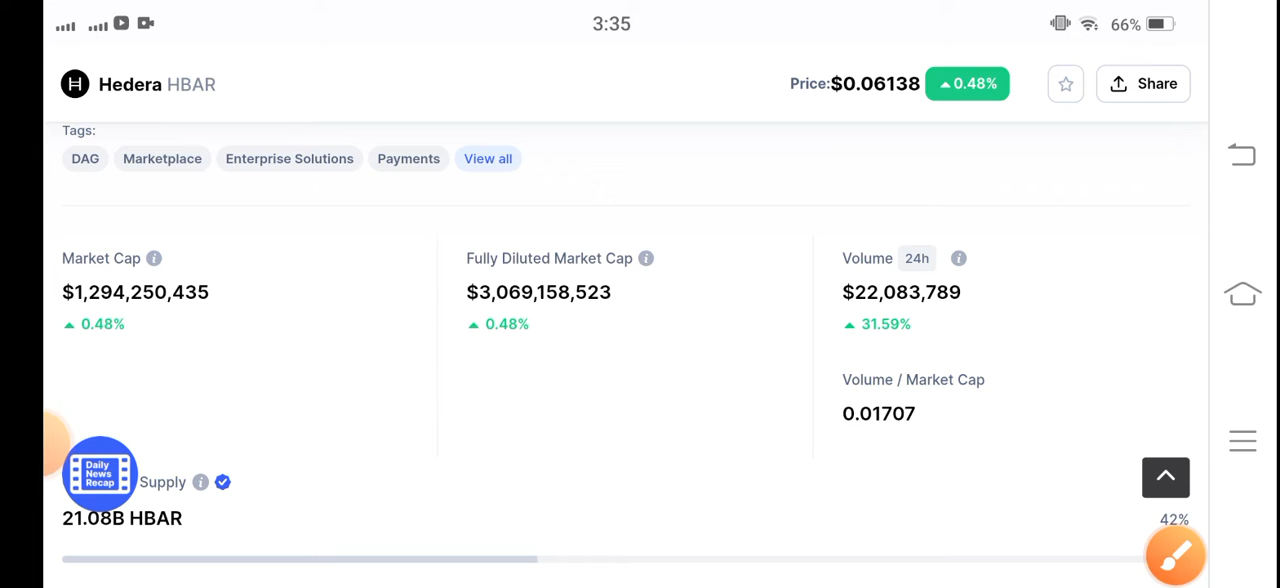 3:35
66%
Hedera HBAR
Price:$0.06138
0.48%
Share
Tags:
DAG
Marketplace
Enterprise Solutions
Payments
View all
Market Cap
$1,294,250,435
0.48%
Fully Diluted Market Cap
$3,069,158,523
0.48%
Volume 24h
$22,083,789
31.59%
Volume / Market Cap
0.01707
Daily
News
Recap
Supply
21.08B HBAR
42%